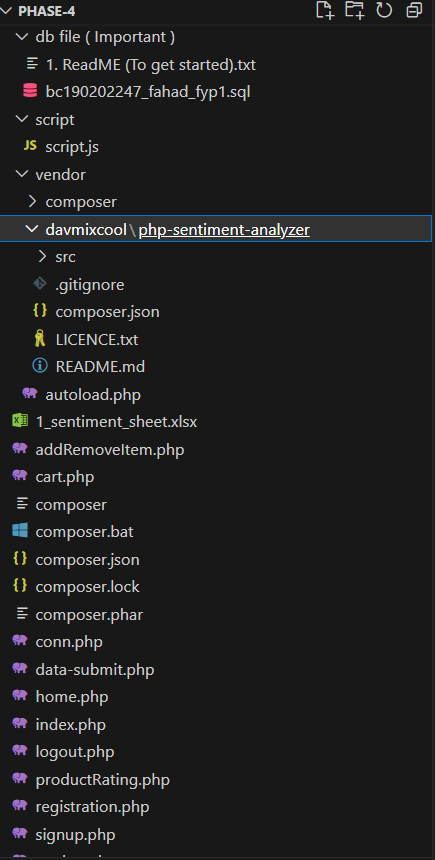 PHASE-4
db file ( Important )
1. ReadME (To get started).txt
bc190202247_fahad_fyp1.sql
script
JS script.js
vendor
composer
davmixcool\php-sentiment-analyzer
src
.gitignore
{} composer.json
LICENCE.txt
README.md
autoload.php
1_sentiment_sheet.xlsx
addRemoveItem.php
cart.php
composer
composer.bat
{} composer.json
{} composer.lock
composer.phar
conn.php
data-submit.php
home.php
index.php
logout.php
productRating.php
registration.php
signup.php